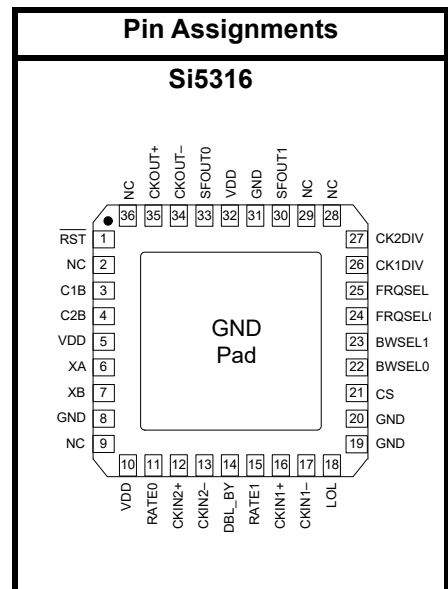 Pin Assignments
Si5316
NC
CKOUT+
CKOUT–
SFOUT0
VDD
GND
SFOUT1
NC
NC
36 35 34 33 32 31 30 29 28
RST 1
NC 2
C1B 3
C2B 4
VDD 5
XA 6
XB 7
GND 8
NC 9
27 CK2DIV
26 CK1DIV
25 FRQSEL
24 FRQSEL
23 BWSEL1
22 BWSEL0
21 CS
20 GND
19 GND
GND
Pad
10 11 12 13 14 15 16 17 18
VDD
RATE0
CKIN2+
CKIN2–
DBL_BY
RATE1
CKIN1+
CKIN1–
LOL